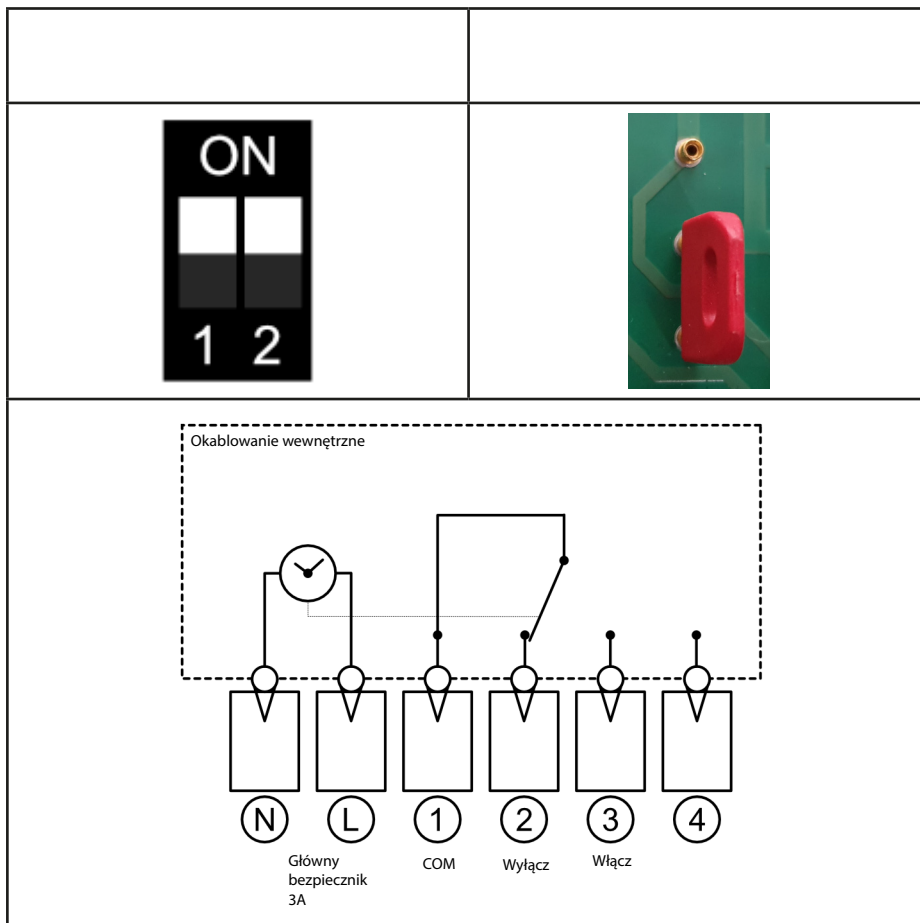 ON
1 2
Okablowanie wewnętrzne
N L 1 2 3 4
Główny
bezpiecznik
3A
COM
Wyłącz
Włącz